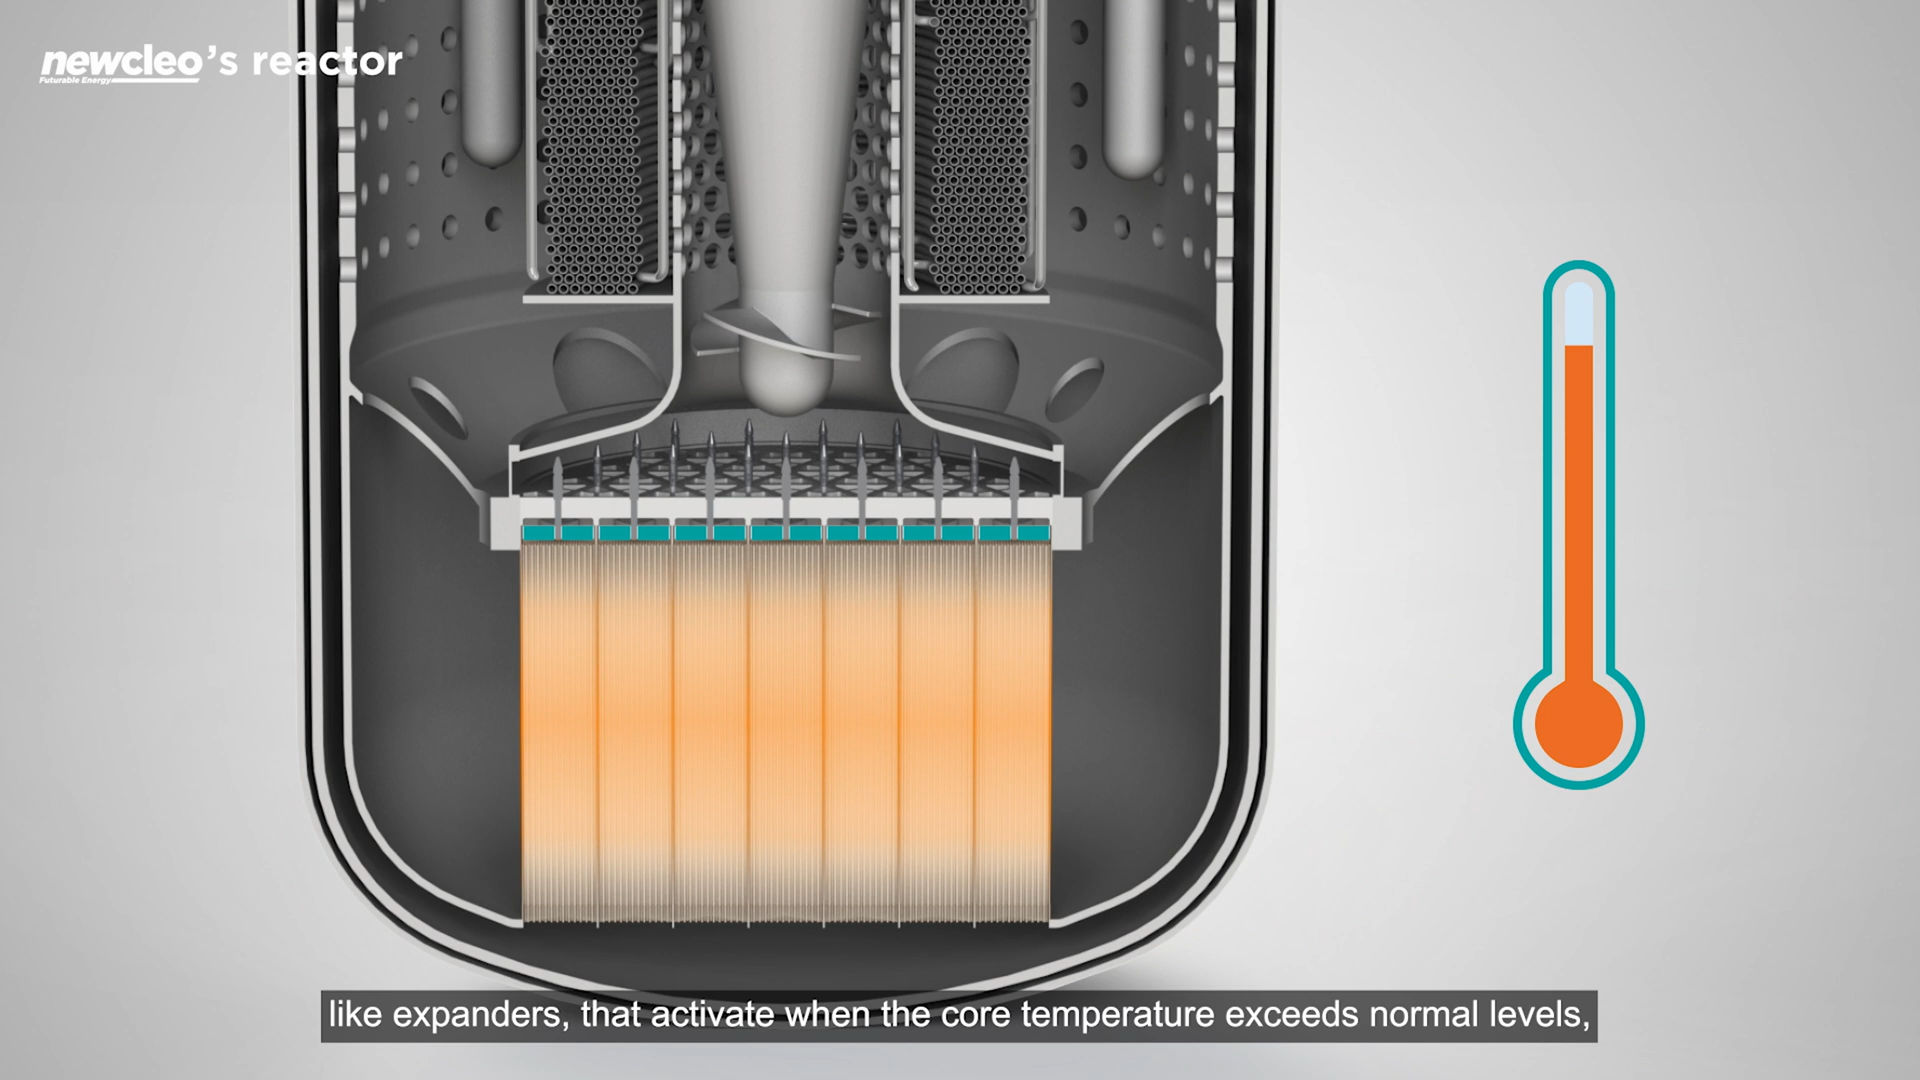 newcleo's reactor
Futurable Energy
like expanders, that activate when the core temperature exceeds normal levels,